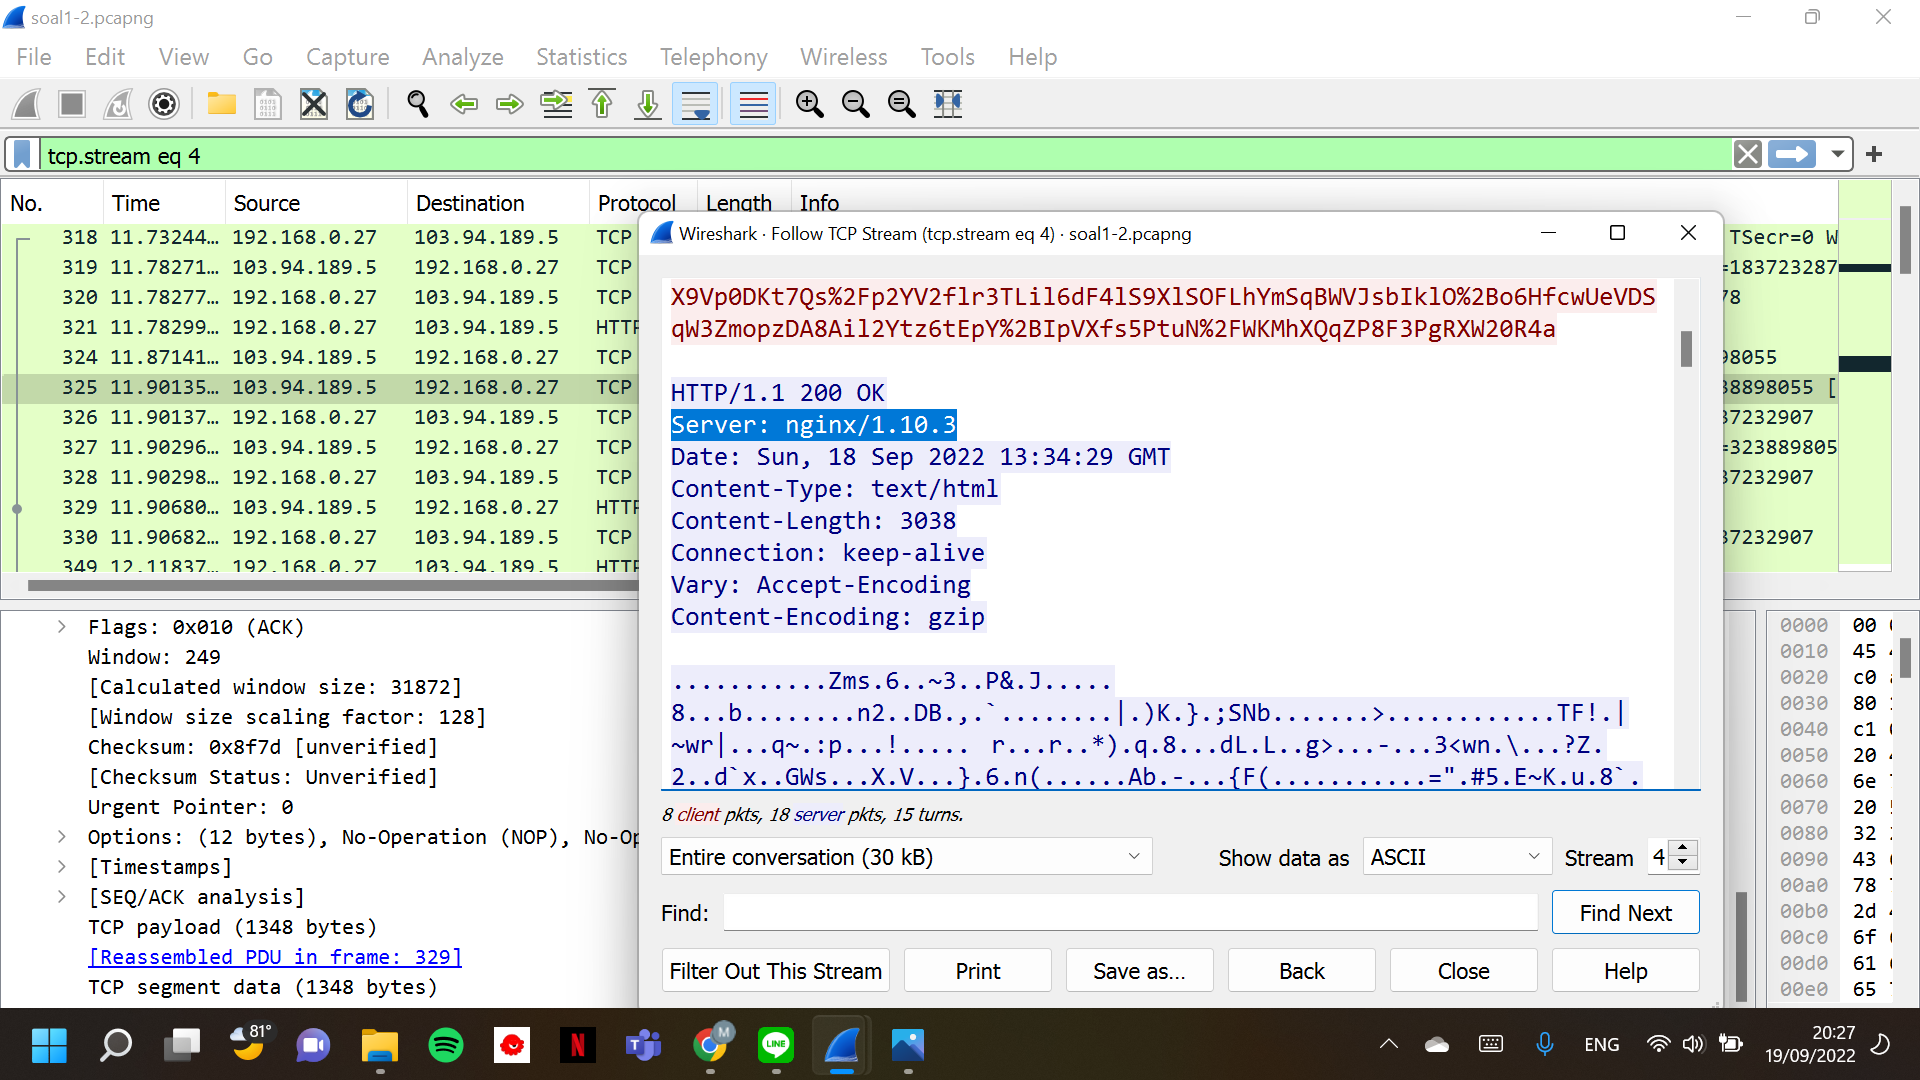 soal1-2.pcapng
File Edit View Go Capture Analyze Statistics Telephony Wireless Tools Help
tcp.stream eq 4
No. Time Source Destination Protocol Length Info
318 11.73244... 192.168.0.27 103.94.189.5 TCP TSecr=0 W
319 11.78271... 103.94.189.5 192.168.0.27 TCP =183723287
320 11.78277... 192.168.0.27 103.94.189.5 TCP 78
321 11.78299... 192.168.0.27 103.94.189.5 HTTP
324 11.87141... 103.94.189.5 192.168.0.27 TCP 98055
325 11.90135... 103.94.189.5 192.168.0.27 TCP 38898055 [
326 11.90137... 192.168.0.27 103.94.189.5 TCP 37232907
327 11.90296... 103.94.189.5 192.168.0.27 TCP =323889805
328 11.90298... 192.168.0.27 103.94.189.5 TCP 37232907
329 11.90680... 103.94.189.5 192.168.0.27 HTTP
330 11.90682... 192.168.0.27 103.94.189.5 TCP 37232907
349 12.11837... 192.168.0.27 103.94.189.5 HTTP
Wireshark · Follow TCP Stream (tcp.stream eq 4) · soal1-2.pcapng
X9Vp0DKt7Qs%2Fp2YV2flr3TLil6dF4lS9XlSOFLhYmSqBWVJsbIklO%2Bo6HfcwUeVDS
qW3ZmopzDA8Ail2Ytz6tEpY%2BIpVXfs5PtuN%2FWKMhXQqZP8F3PgRXW20R4a
HTTP/1.1 200 OK
Server: nginx/1.10.3
Date: Sun, 18 Sep 2022 13:34:29 GMT
Content-Type: text/html
Content-Length: 3038
Connection: keep-alive
Vary: Accept-Encoding
Content-Encoding: gzip
...........Zms.6..~3..P&.J.....
8...b........n2..DB.,.`........|.)K.}.;SNb.......>............TF!.|
~wr|...q~.:p...!..... r...r..*).q.8...dL.L..g>...-...3<wn.\...?Z.
2..d`x..GWs...X.V...}.6.n(......Ab.-...{F(...........=".#5.E~K.u.8`.
8 client pkts, 18 server pkts, 15 turns.
Entire conversation (30 kB) Show data as ASCII Stream 4
Find: Find Next
Filter Out This Stream Print Save as... Back Close Help
Flags: 0x010 (ACK)
Window: 249
[Calculated window size: 31872]
[Window size scaling factor: 128]
Checksum: 0x8f7d [unverified]
[Checksum Status: Unverified]
Urgent Pointer: 0
Options: (12 bytes), No-Operation (NOP), No-Op
[Timestamps]
[SEQ/ACK analysis]
TCP payload (1348 bytes)
[Reassembled PDU in frame: 329]
TCP segment data (1348 bytes)
0000 00
0010 45
0020 c0
0030 80
0040 c1
0050 20
0060 6e
0070 20
0080 32
0090 43
00a0 78
00b0 2d
00c0 6f
00d0 61
00e0 65
81° M LINE ENG 20:27
19/09/2022